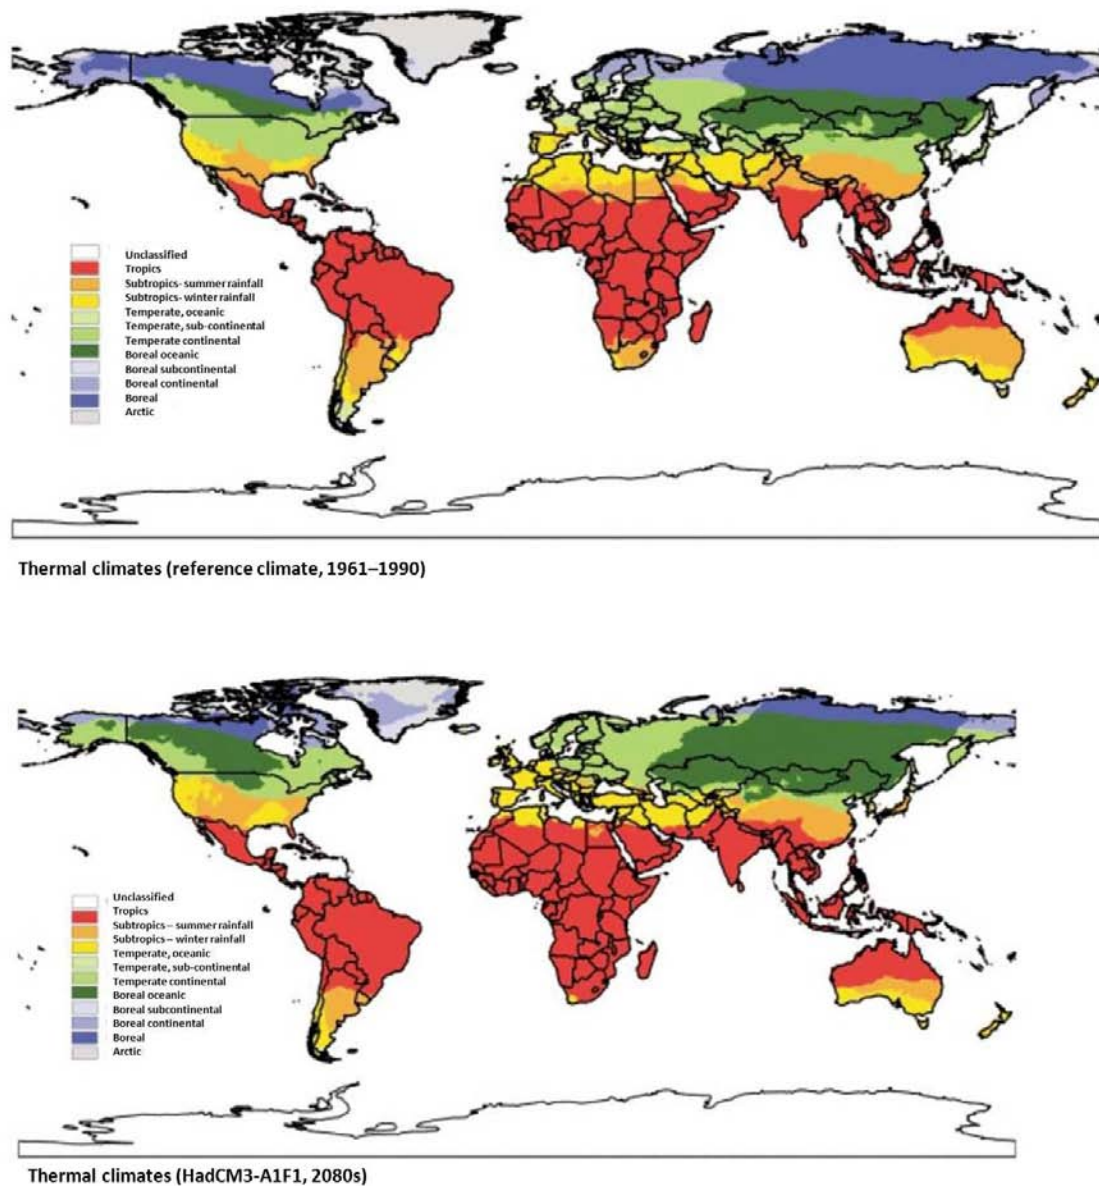 Unclassified
Tropics
Subtropics- summer rainfall
Subtropics- winter rainfall
Temperate, oceanic
Temperate, sub-continental
Temperate continental
Boreal oceanic
Boreal subcontinental
Boreal continental
Boreal
Arctic
Thermal climates (reference climate, 1961–1990)
Unclassified
Tropics
Subtropics – summer rainfall
Subtropics – winter rainfall
Temperate, oceanic
Temperate, sub-continental
Temperate continental
Boreal oceanic
Boreal subcontinental
Boreal continental
Boreal
Arctic
Thermal climates (HadCM3-A1F1, 2080s)